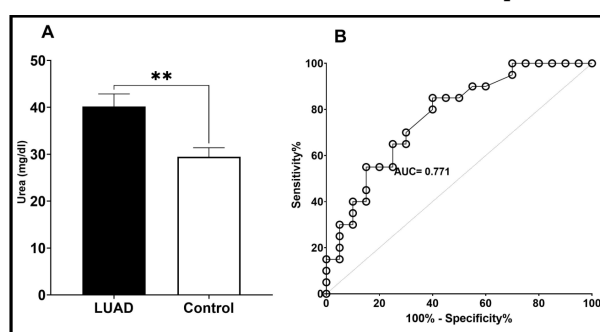 A
**
Urea (mg/dl)
50
40
30
20
10
0
LUAD
Control
B
Sensitivity%
100
80
60
40
20
0
AUC= 0.771
0
20
40
60
80
100
100% - Specificity%